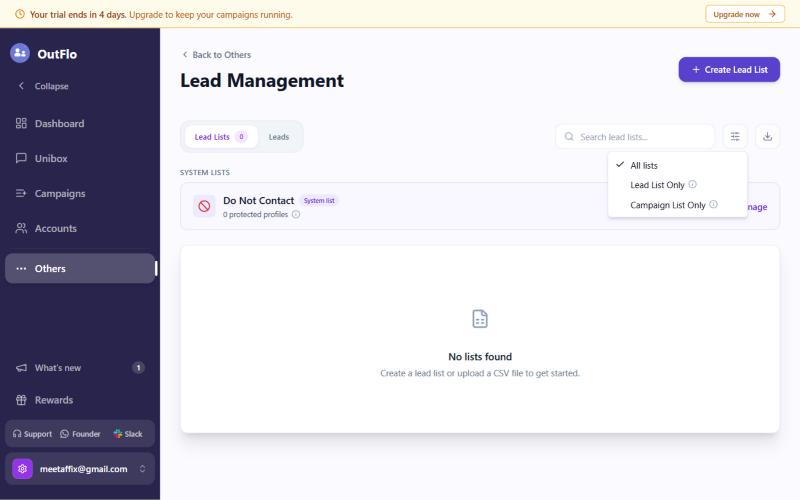 Your trial ends in 4 days. Upgrade to keep your campaigns running.
Upgrade now
OutFlo
Collapse
Dashboard
Unibox
Campaigns
Accounts
Others
What's new 1
Rewards
Support Founder Slack
meetaffix@gmail.com
Back to Others
Lead Management
Create Lead List
Lead Lists 0 Leads
Search lead lists...
All lists
Lead List Only
Campaign List Only
SYSTEM LISTS
Do Not Contact System list
0 protected profiles
No lists found
Create a lead list or upload a CSV file to get started.